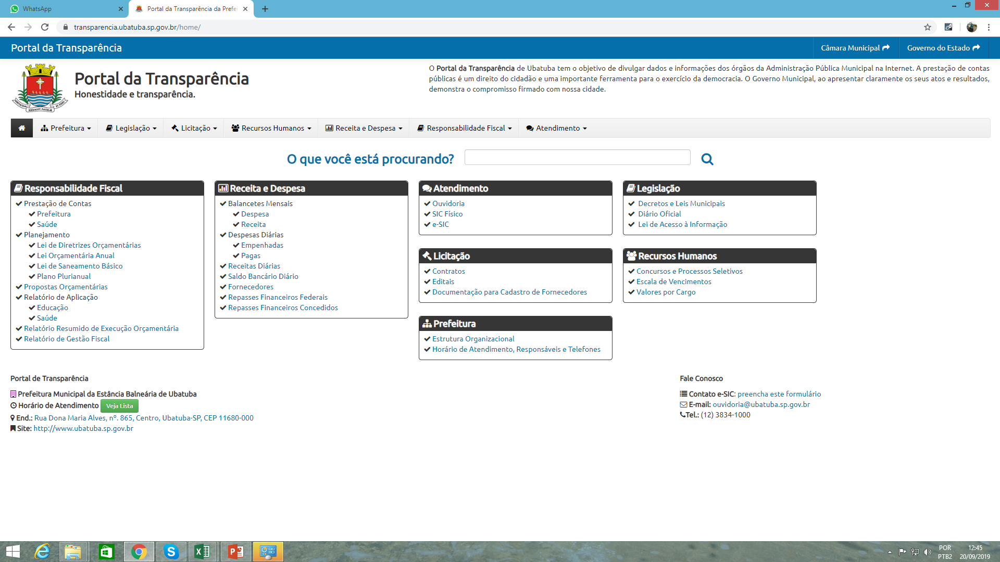 WhatsApp
Portal da Transparência da Prefei
transparencia.ubatuba.sp.gov.br/home/
Portal da Transparência
Câmara Municipal
Governo do Estado
Portal da Transparência
Honestidade e transparência.
O Portal da Transparência de Ubatuba tem o objetivo de divulgar dados e informações dos órgãos da Administração Pública Municipal na Internet. A prestação de contas
públicas é um direito do cidadão e uma importante ferramenta para o exercício da democracia. O Governo Municipal, ao apresentar claramente os seus atos e resultados,
demonstra o compromisso firmado com nossa cidade.
Prefeitura
Legislação
Licitação
Recursos Humanos
Receita e Despesa
Responsabilidade Fiscal
Atendimento
O que você está procurando?
Responsabilidade Fiscal
Prestação de Contas
Prefeitura
Saúde
Planejamento
Lei de Diretrizes Orçamentárias
Lei Orçamentária Anual
Lei de Saneamento Básico
Plano Plurianual
Propostas Orçamentárias
Relatório de Aplicação
Educação
Saúde
Relatório Resumido de Execução Orçamentária
Relatório de Gestão Fiscal
Receita e Despesa
Balancetes Mensais
Despesa
Receita
Despesas Diárias
Empenhadas
Pagas
Receitas Diárias
Saldo Bancário Diário
Fornecedores
Repasses Financeiros Federais
Repasses Financeiros Concedidos
Atendimento
Ouvidoria
SIC Físico
e-SIC
Licitação
Contratos
Editais
Documentação para Cadastro de Fornecedores
Prefeitura
Estrutura Organizacional
Horário de Atendimento, Responsáveis e Telefones
Legislação
Decretos e Leis Municipais
Diário Oficial
Lei de Acesso à Informação
Recursos Humanos
Concursos e Processos Seletivos
Escala de Vencimentos
Valores por Cargo
Portal de Transparência
Prefeitura Municipal da Estância Balneária de Ubatuba
Horário de Atendimento Veja Lista
End.: Rua Dona Maria Alves, nº. 865, Centro, Ubatuba-SP, CEP 11680-000
Site: http://www.ubatuba.sp.gov.br
Fale Conosco
Contato e-SIC: preencha este formulário
E-mail: ouvidoria@ubatuba.sp.gov.br
Tel.: (12) 3834-1000
POR
PTB2
12:45
20/09/2019